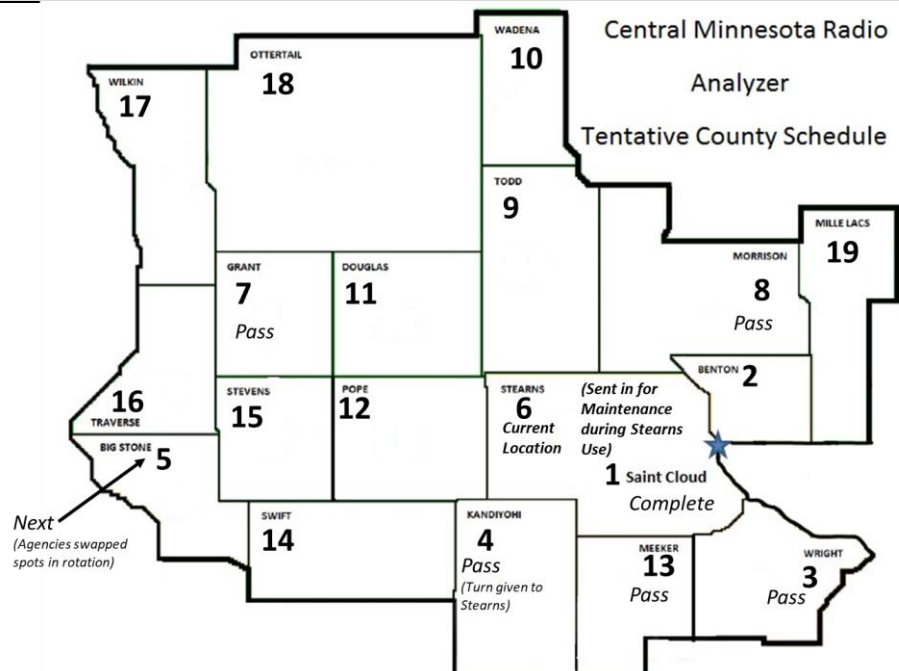 Central Minnesota Radio
Analyzer
Tentative County Schedule
WADENA
10
OTTERTAIL
18
WILKIN
17
TODD
9
MILLE LACS
19
MORRISON
8
Pass
GRANT
7
Pass
DOUGLAS
11
BENTON 2
16
TRAVERSE
STEVENS
15
POPE
12
STEARNS
6
Current
Location
(Sent in for
Maintenance
during Stearns
Use)
1 Saint Cloud
Complete
BIG STONE 5
Next
(Agencies swapped
spots in rotation)
SWIFT
14
KANDIYOHI
4
Pass
(Turn given to
Stearns)
MEEKER
13
Pass
WRIGHT
3
Pass